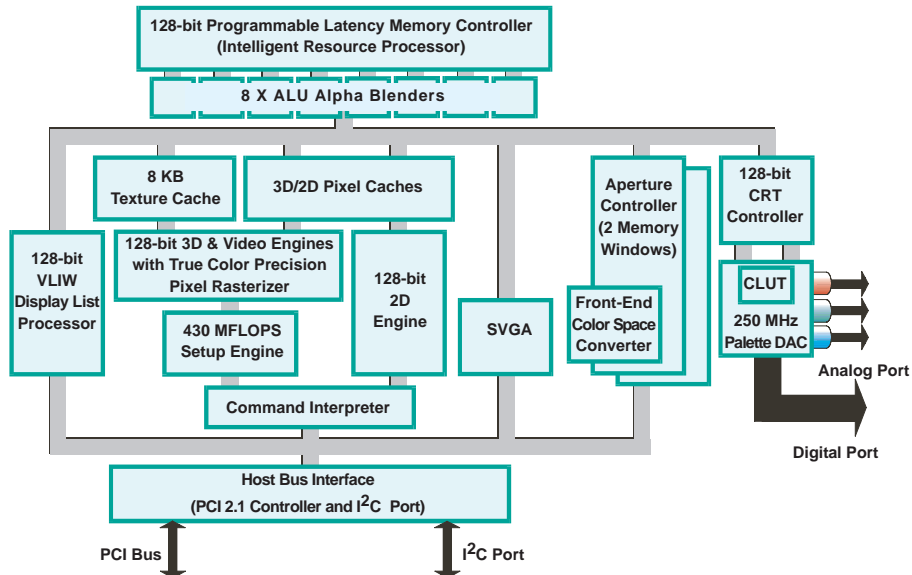 128-bit Programmable Latency Memory Controller
(Intelligent Resource Processor)
8 X ALU Alpha Blenders
8 KB
Texture Cache
3D/2D Pixel Caches
Aperture
Controller
(2 Memory
Windows)
128-bit
CRT
Controller
128-bit
VLIW
Display List
Processor
128-bit 3D & Video Engines
with True Color Precision
Pixel Rasterizer
128-bit
2D
Engine
430 MFLOPS
Setup Engine
SVGA
Front-End
Color Space
Converter
CLUT
250 MHz
Palette DAC
Analog Port
Command Interpreter
Digital Port
Host Bus Interface
(PCI 2.1 Controller and I²C Port)
PCI Bus
I²C Port